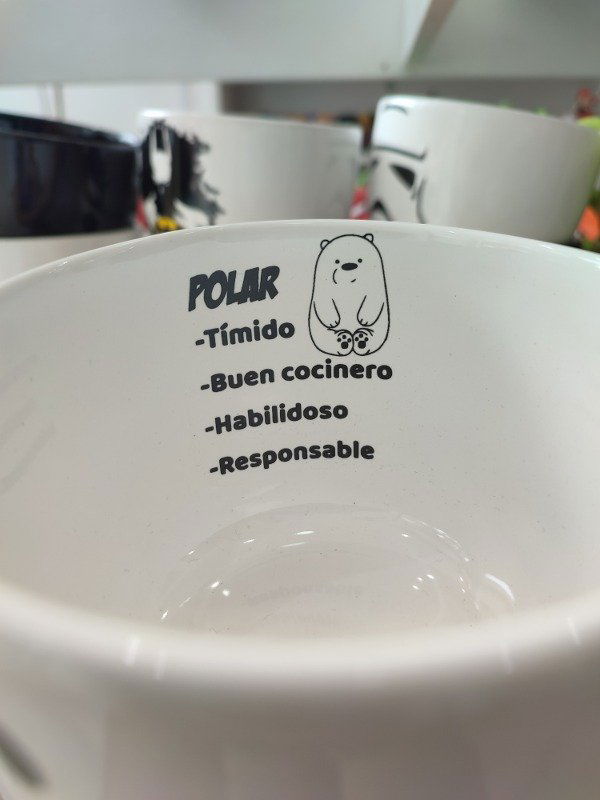 POLAR
-Tímido
-Buen cocinero
-Habilidoso
-Responsable